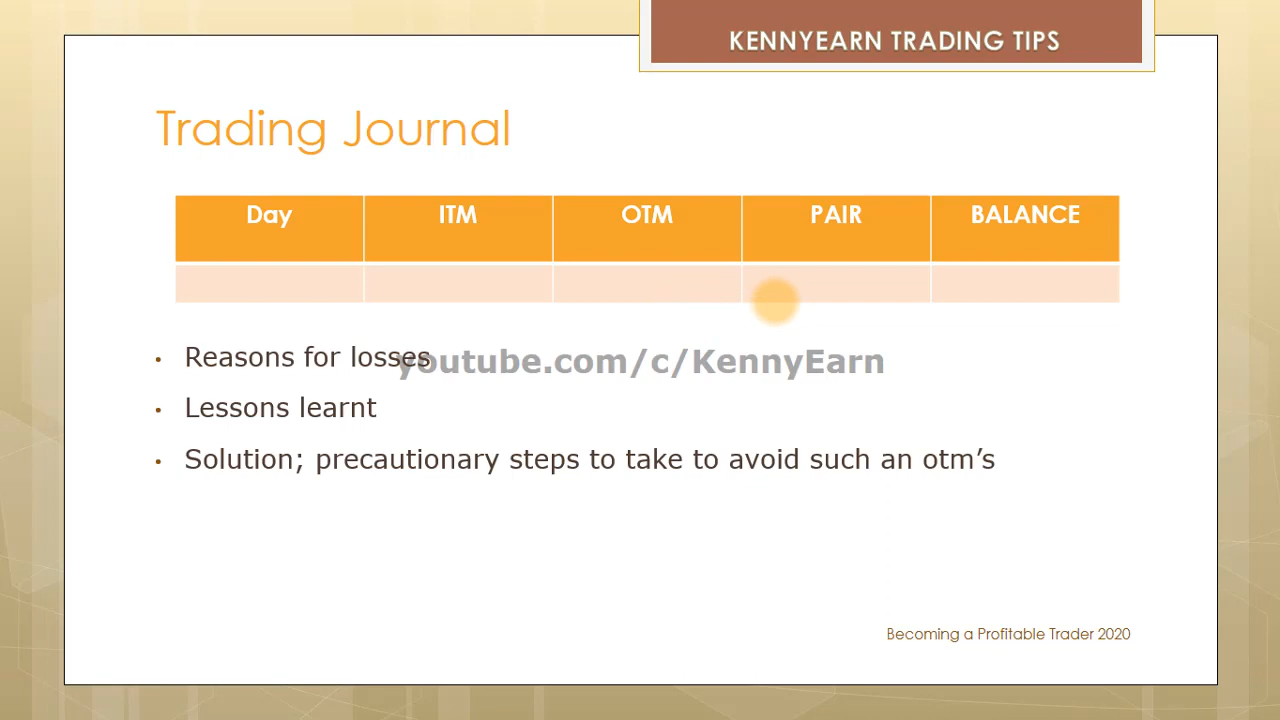 KENNYEARN TRADING TIPS
Trading Journal
Day ITM OTM PAIR BALANCE
• Reasons for losses
youtube.com/c/KennyEarn
• Lessons learnt
• Solution; precautionary steps to take to avoid such an otm’s
Becoming a Profitable Trader 2020